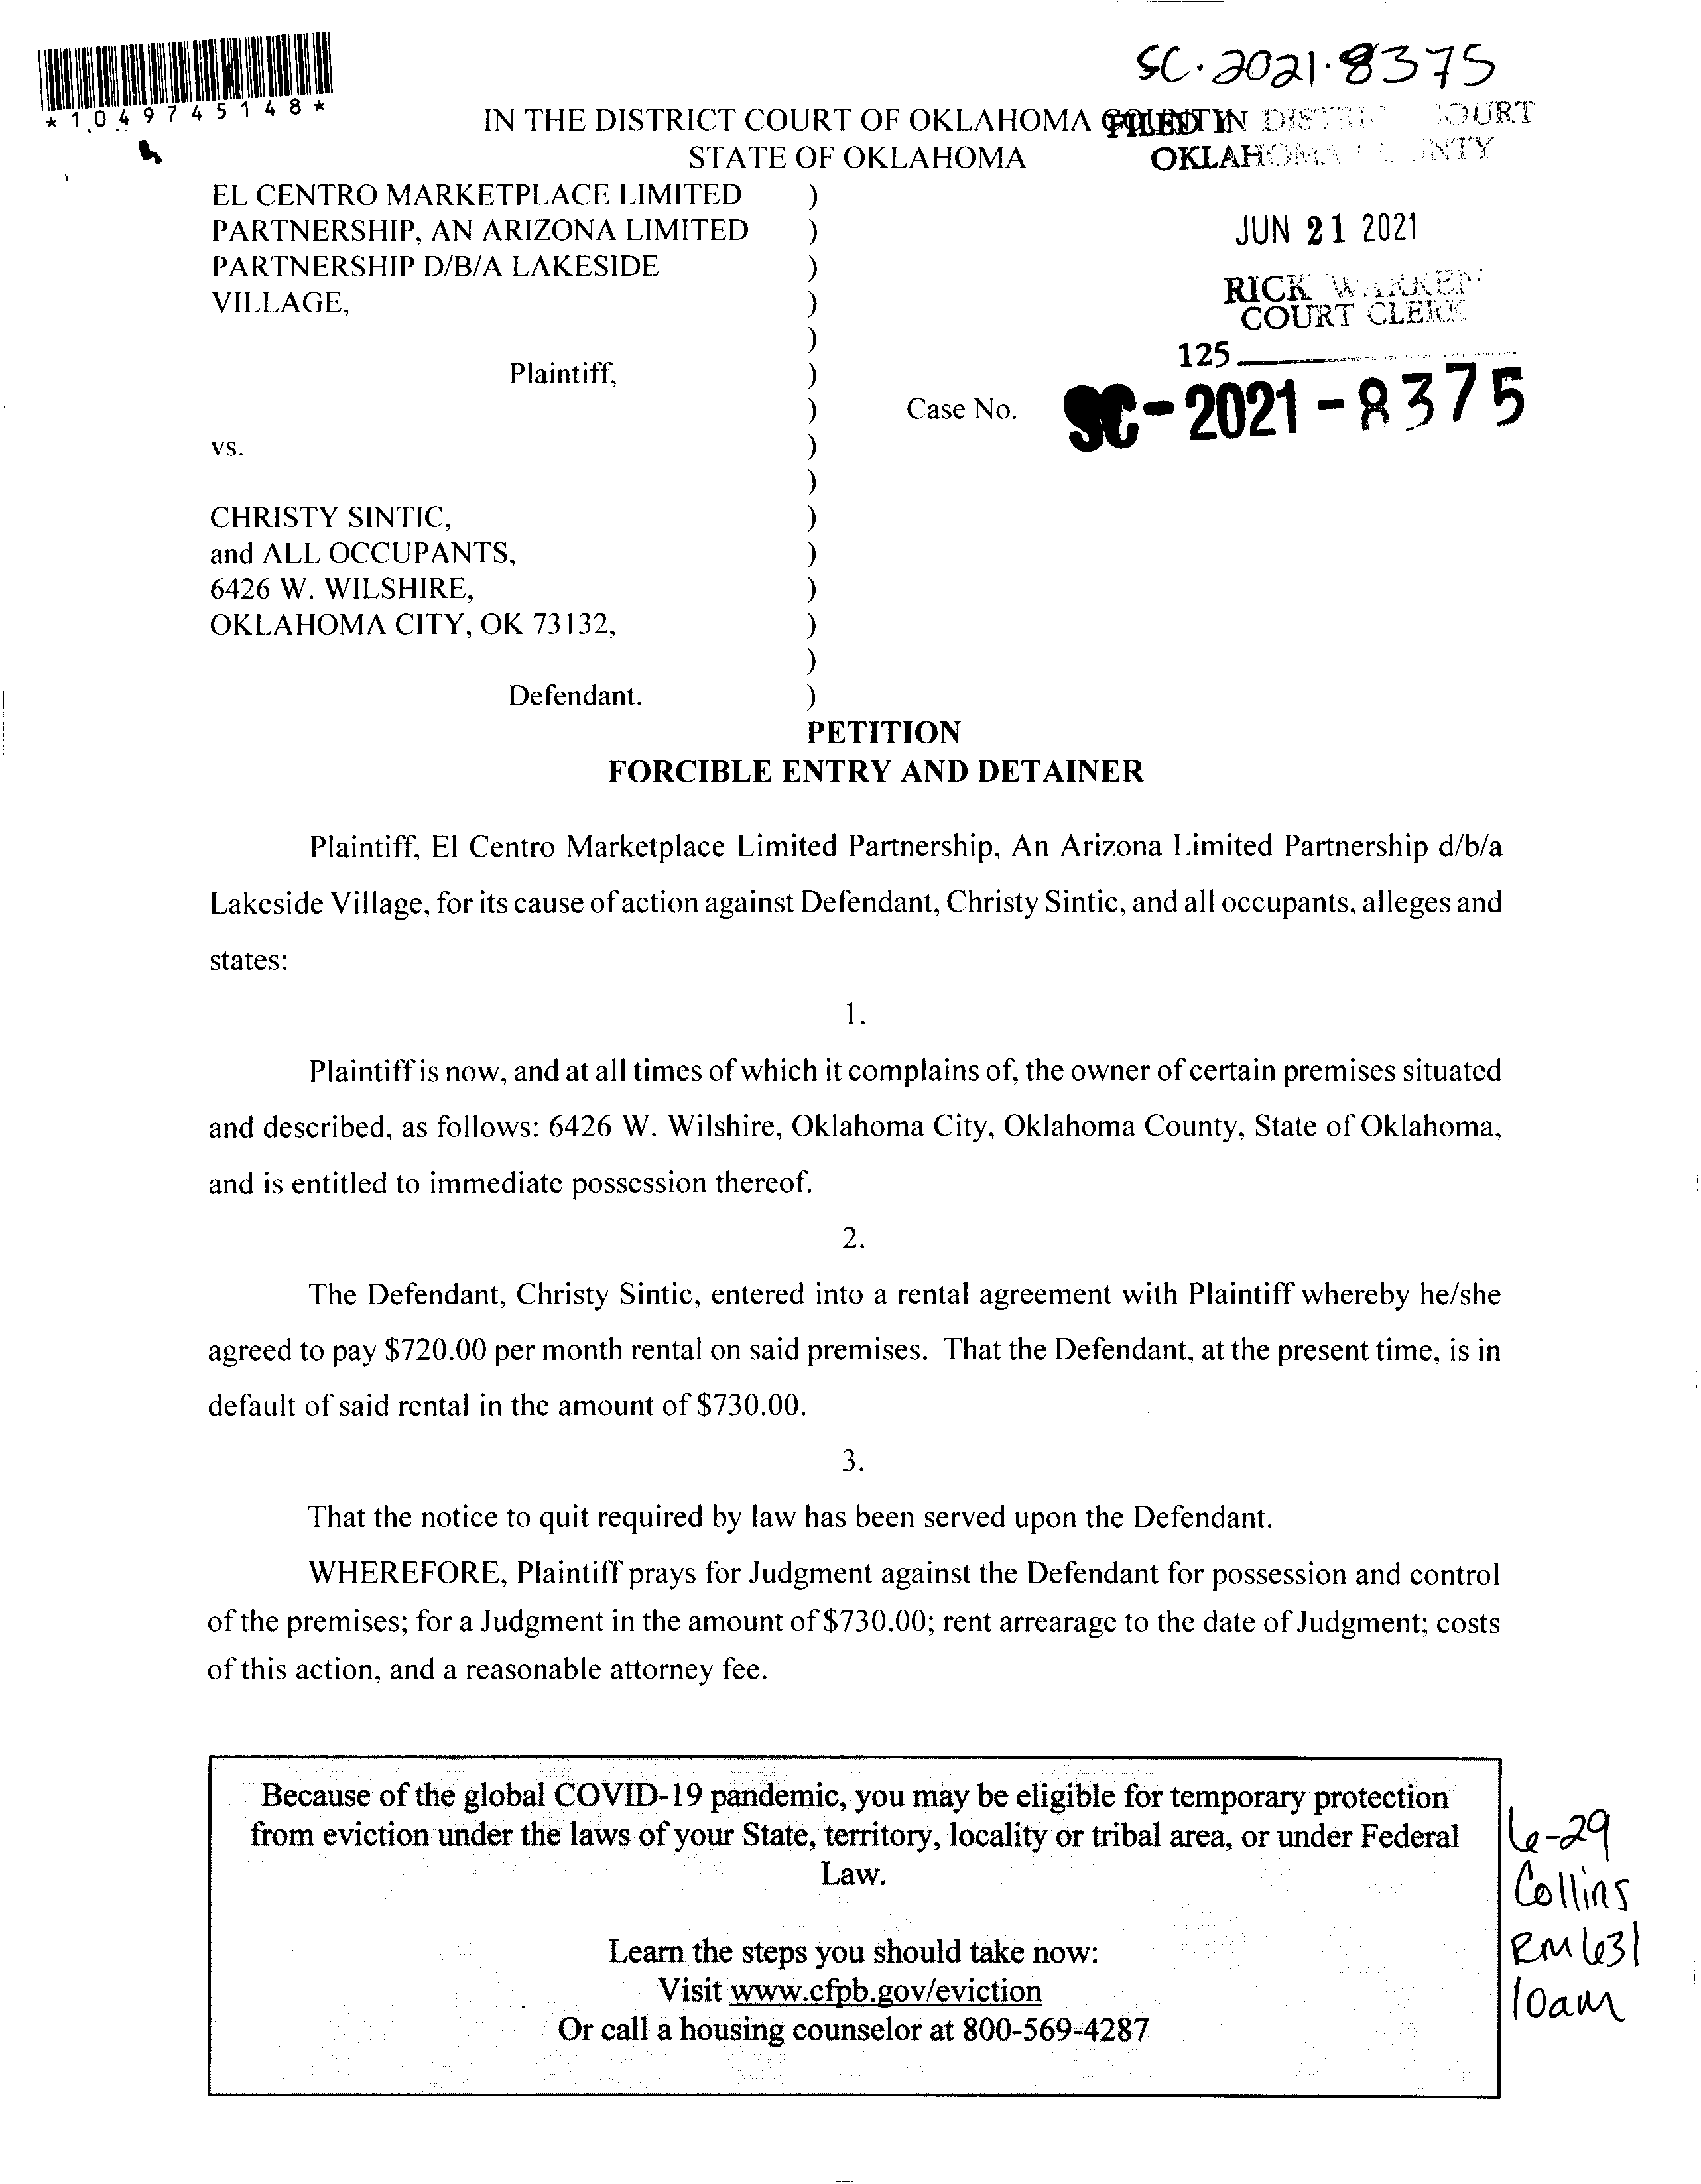 SC-2021-8375
*1049745148*
IN THE DISTRICT COURT OF OKLAHOMA COUNTY
STATE OF OKLAHOMA
FILED IN DISTRICT COURT
OKLAHOMA COUNTY
JUN 21 2021
RICK WARREN
COURT CLERK
125
EL CENTRO MARKETPLACE LIMITED )
PARTNERSHIP, AN ARIZONA LIMITED )
PARTNERSHIP D/B/A LAKESIDE )
VILLAGE, )
)
Plaintiff, )
) Case No. SC-2021-8375
vs. )
)
CHRISTY SINTIC, )
and ALL OCCUPANTS, )
6426 W. WILSHIRE, )
OKLAHOMA CITY, OK 73132, )
)
Defendant. )
PETITION
FORCIBLE ENTRY AND DETAINER
Plaintiff, El Centro Marketplace Limited Partnership, An Arizona Limited Partnership d/b/a
Lakeside Village, for its cause of action against Defendant, Christy Sintic, and all occupants, alleges and
states:
1.
Plaintiff is now, and at all times of which it complains of, the owner of certain premises situated
and described, as follows: 6426 W. Wilshire, Oklahoma City, Oklahoma County, State of Oklahoma,
and is entitled to immediate possession thereof.
2.
The Defendant, Christy Sintic, entered into a rental agreement with Plaintiff whereby he/she
agreed to pay $720.00 per month rental on said premises. That the Defendant, at the present time, is in
default of said rental in the amount of $730.00.
3.
That the notice to quit required by law has been served upon the Defendant.
WHEREFORE, Plaintiff prays for Judgment against the Defendant for possession and control
of the premises; for a Judgment in the amount of $730.00; rent arrearage to the date of Judgment; costs
of this action, and a reasonable attorney fee.
Because of the global COVID-19 pandemic, you may be eligible for temporary protection
from eviction under the laws of your State, territory, locality or tribal area, or under Federal
Law.
Learn the steps you should take now:
Visit www.cfpb.gov/eviction
Or call a housing counselor at 800-569-4287
6-29
Collins
RM 631
10am